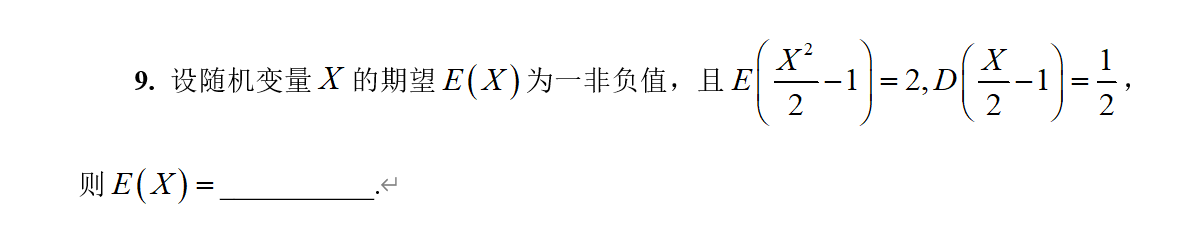 9. 设随机变量 X 的期望 E(X) 为一非负值，且 E(X²/2 −1) = 2, D(X/2 −1) = 1/2，
则 E(X) = __________.↵